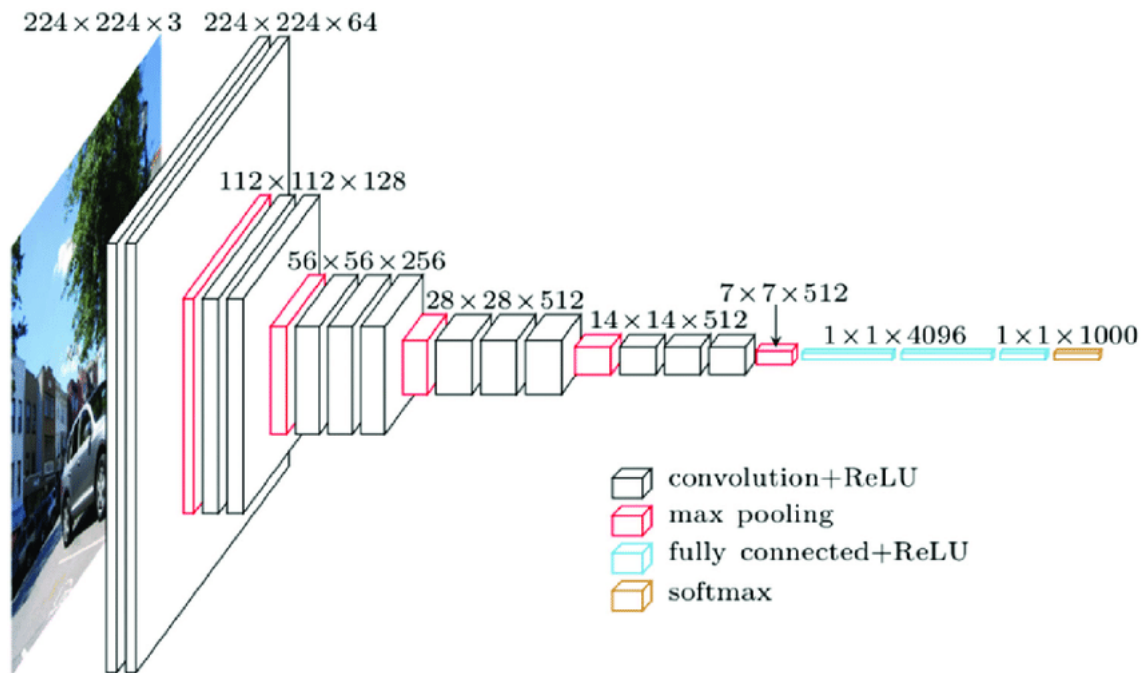 224×224×3
224×224×64
112×112×128
56×56×256
28×28×512
14×14×512
7×7×512
1×1×4096
1×1×1000
convolution+ReLU
max pooling
fully connected+ReLU
softmax